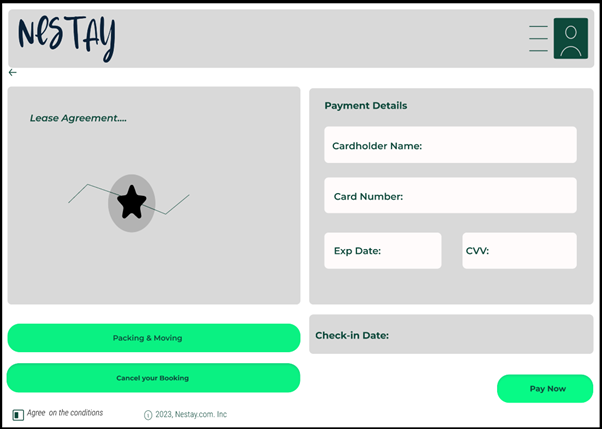 NESTAY
Lease Agreement....
Payment Details
Cardholder Name:
Card Number:
Exp Date:
CVV:
Packing & Moving
Check-in Date:
Cancel your Booking
Pay Now
Agree on the conditions
2023, Nestay.com. Inc